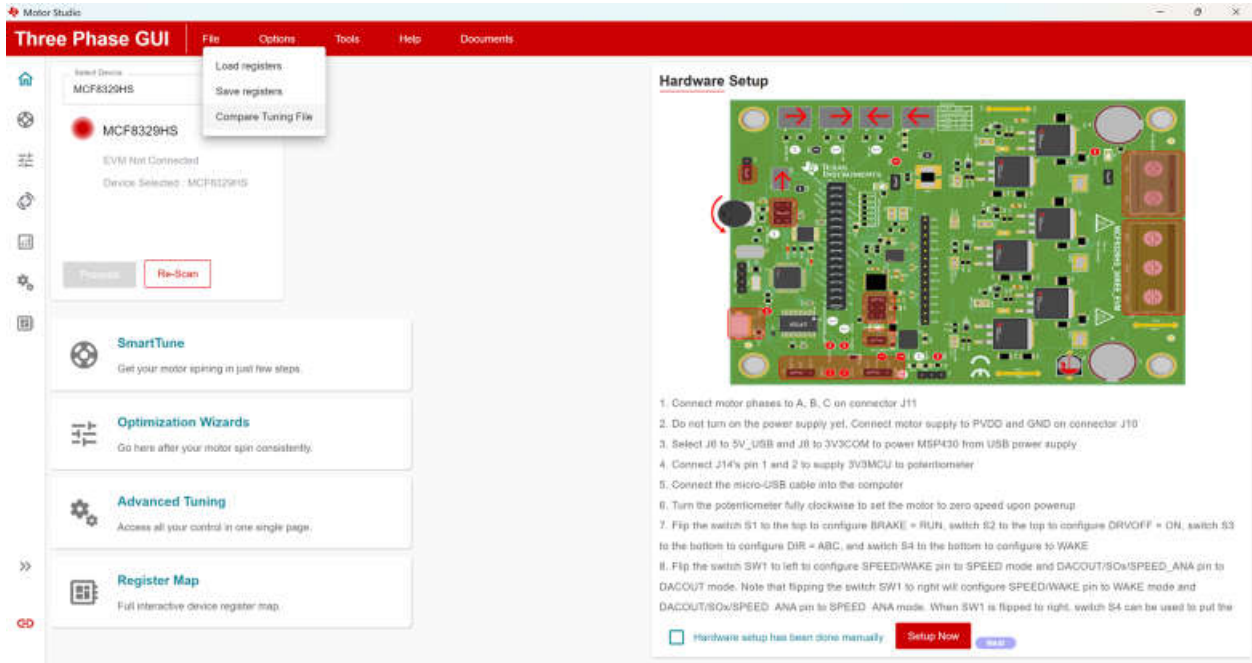 Motor Studio
Three Phase GUI
File
Options
Tools
Help
Documents
Load registers
Save registers
Compare Tuning File
Select Device
MCF8329HS
MCF8329HS
EVM Not Connected
Device Selected : MCF8329HS
Re-Scan
SmartTune
Get your motor spining in just few steps.
Optimization Wizards
Go here after your motor spin consistently.
Advanced Tuning
Access all your control in one single page.
Register Map
Full interactive device register map.
Hardware Setup
TEXAS
INSTRUMENTS
1. Connect motor phases to A, B, C on connector J11
2. Do not turn on the power supply yet. Connect motor supply to PVDD and GND on connector J10
3. Select J6 to 5V_USB and J8 to 3V3COM to power MSP430 from USB power supply
4. Connect J14's pin 1 and 2 to supply 3V3MCU to potentiometer
5. Connect the micro-USB cable into the computer
6. Turn the potentiometer fully clockwise to set the motor to zero speed upon powerup
7. Flip the switch S1 to the top to configure BRAKE = RUN, switch S2 to the top to configure DRVOFF = ON, switch S3
to the bottom to configure DIR = ABC, and switch S4 to the bottom to configure to WAKE
8. Flip the switch SW1 to left to configure SPEED/WAKE pin to SPEED mode and DACOUT/SOx/SPEED_ANA pin to
DACOUT mode. Note that flipping the switch SW1 to right will configure SPEED/WAKE pin to WAKE mode and
DACOUT/SOx/SPEED_ANA pin to SPEED_ANA mode. When SW1 is flipped to right, switch S4 can be used to put the
Hardware setup has been done manually
Setup Now